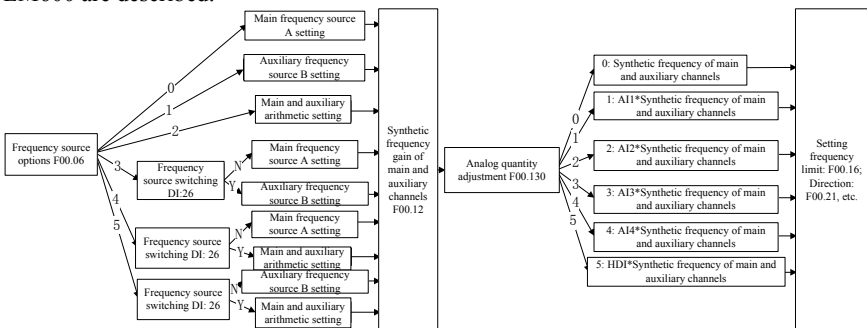 EM600 are described:
Main frequency source
A setting
Auxiliary frequency
source B setting
Main and auxiliary
arithmetic setting
0
1
2
Frequency source
options F00.06
3
4
5
Frequency
source switching
DI:26
N
Y
Main frequency
source A setting
Auxiliary frequency
source B setting
Frequency source
switching DI: 26
N
Y
Main frequency
source A setting
Main and auxiliary
arithmetic setting
Frequency source
switching DI: 26
N
Y
Auxiliary frequency
source B setting
Main and auxiliary
arithmetic setting
Synthetic
frequency
gain of
main and
auxiliary
channels
F00.12
Analog quantity
adjustment F00.130
0
1
2
3
4
5
0: Synthetic frequency of main
and auxiliary channels
1: AI1*Synthetic frequency of main
and auxiliary channels
2: AI2*Synthetic frequency of main
and auxiliary channels
3: AI3*Synthetic frequency of main
and auxiliary channels
4: AI4*Synthetic frequency of main
and auxiliary channels
5: HDI*Synthetic frequency of main and
auxiliary channels
Setting
frequency
limit: F00.16;
Direction:
F00.21, etc.